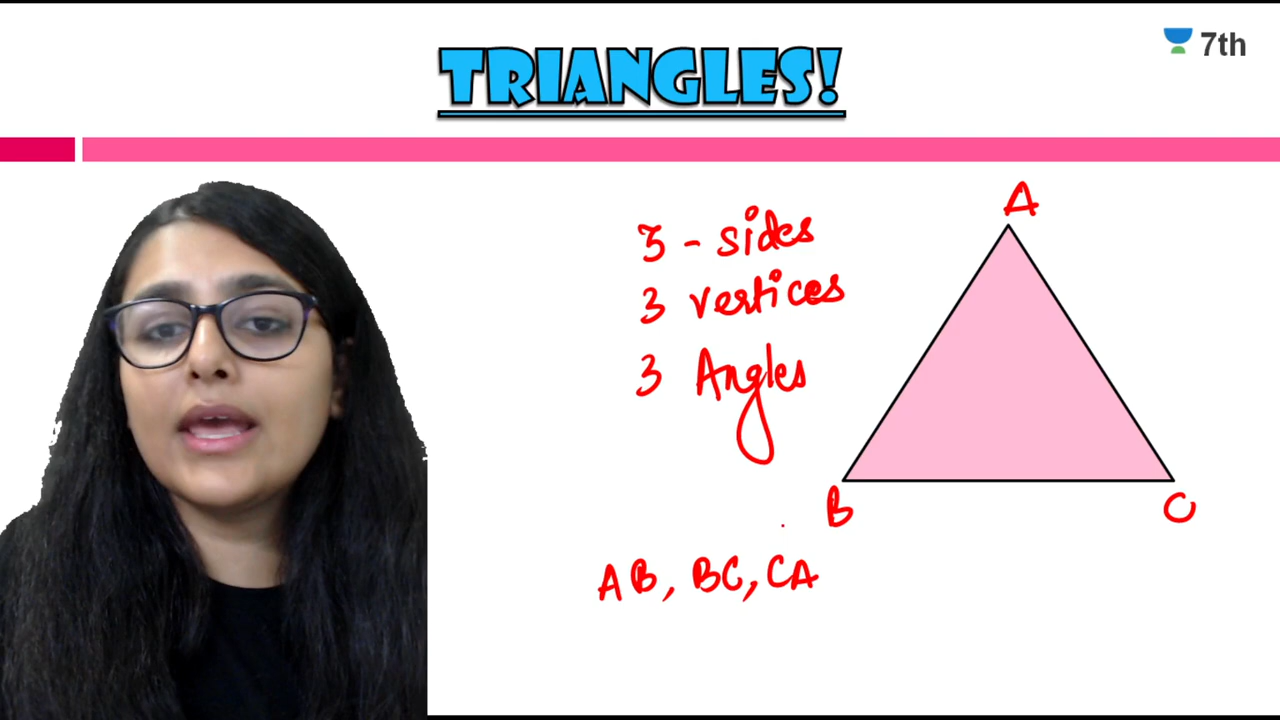 7th
TRIANGLES!
3 - sides
3 vertices
3 Angles
A
B
C
AB, BC, CA